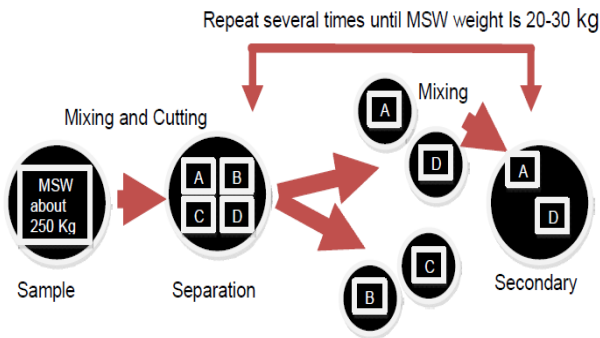 Repeat several times until MSW weight Is 20-30 kg
Mixing and Cutting
Mixing
MSW
about
250 Kg
A B
C D
A
D
C
B
A
D
Sample
Separation
Secondary